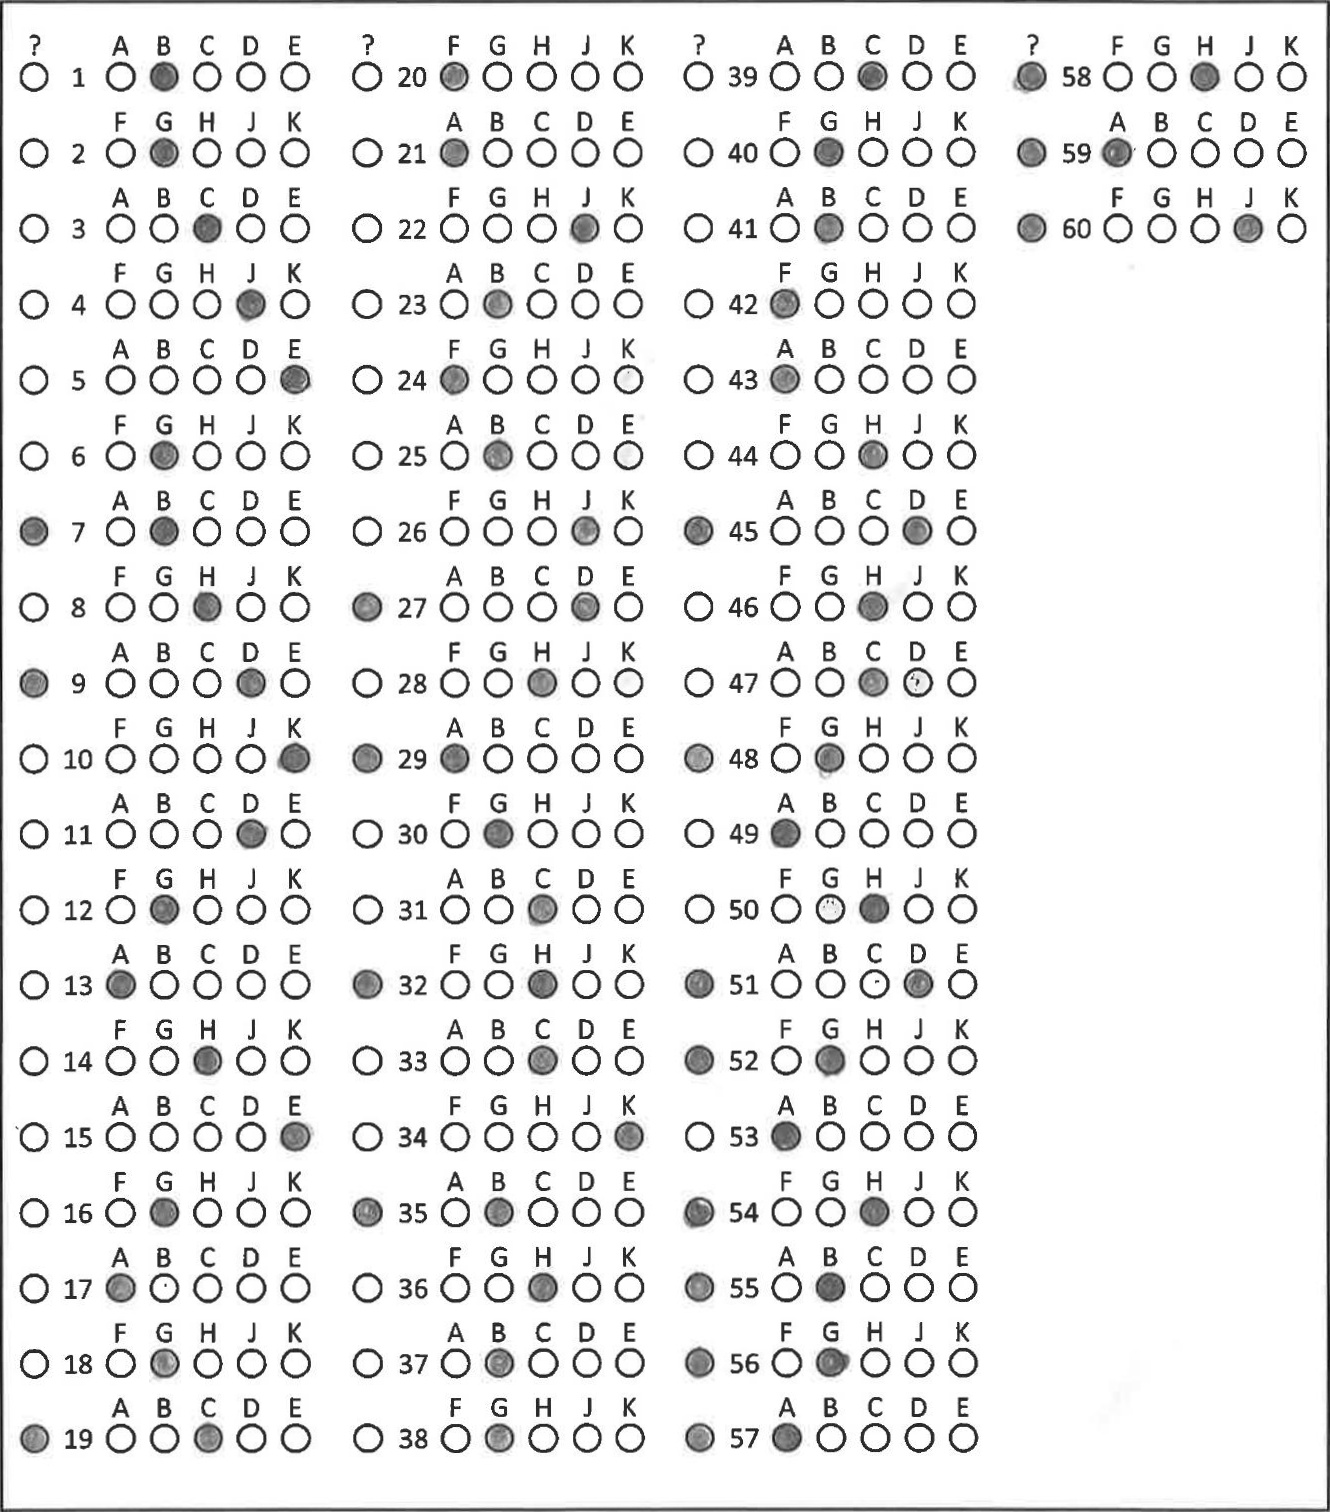 ? A B C D E
1
F G H J K
2
A B C D E
3
F G H J K
4
A B C D E
5
F G H J K
6
A B C D E
7
F G H J K
8
A B C D E
9
F G H J K
10
A B C D E
11
F G H J K
12
A B C D E
13
F G H J K
14
A B C D E
15
F G H J K
16
A B C D E
17
F G H J K
18
A B C D E
19
? F G H J K
20
A B C D E
21
F G H J K
22
A B C D E
23
F G H J K
24
A B C D E
25
F G H J K
26
A B C D E
27
F G H J K
28
A B C D E
29
F G H J K
30
A B C D E
31
F G H J K
32
A B C D E
33
F G H J K
34
A B C D E
35
F G H J K
36
A B C D E
37
F G H J K
38
? A B C D E
39
F G H J K
40
A B C D E
41
F G H J K
42
A B C D E
43
F G H J K
44
A B C D E
45
F G H J K
46
A B C D E
47
F G H J K
48
A B C D E
49
F G H J K
50
A B C D E
51
F G H J K
52
A B C D E
53
F G H J K
54
A B C D E
55
F G H J K
56
A B C D E
57
? F G H J K
58
A B C D E
59
F G H J K
60